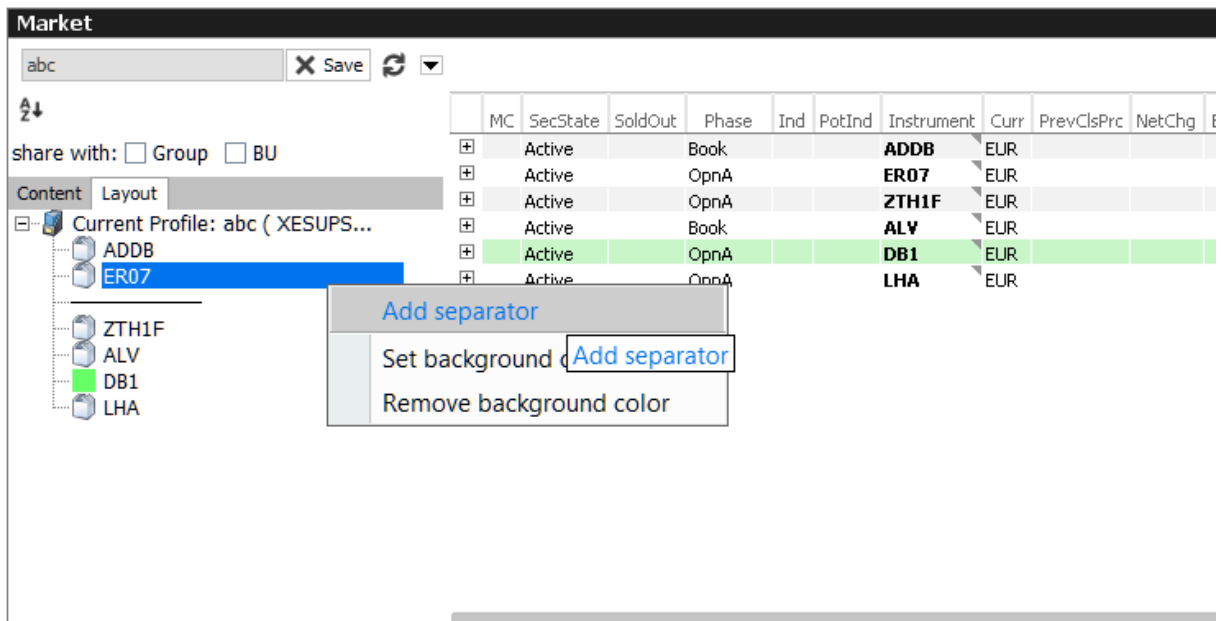 Market
abc
Save
share with: Group BU
Content Layout
Current Profile: abc ( XESUPS...
ADDB
ER07
ZTH1F
ALV
DB1
LHA
MC SecState SoldOut Phase Ind PotInd Instrument Curr PrevClsPrc NetChg
Active Book ADDB EUR
Active OpnA ER07 EUR
Active OpnA ZTH1F EUR
Active Book ALV EUR
Active OpnA DB1 EUR
Active OpnA LHA EUR
Add separator
Set background
Add separator
Remove background color